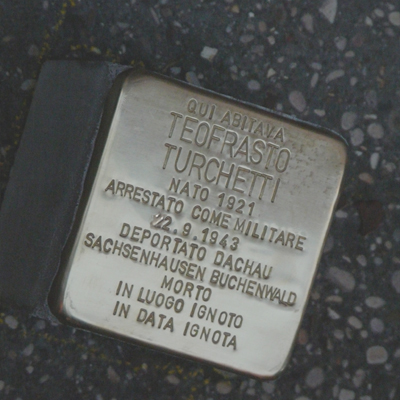 QUI ABITAVA
TEOFRASTO
TURCHETTI
NATO 1921
ARRESTATO COME MILITARE
22.9.1943
DEPORTATO DACHAU
SACHSENHAUSEN BUCHENWALD
MORTO
IN LUOGO IGNOTO
IN DATA IGNOTA